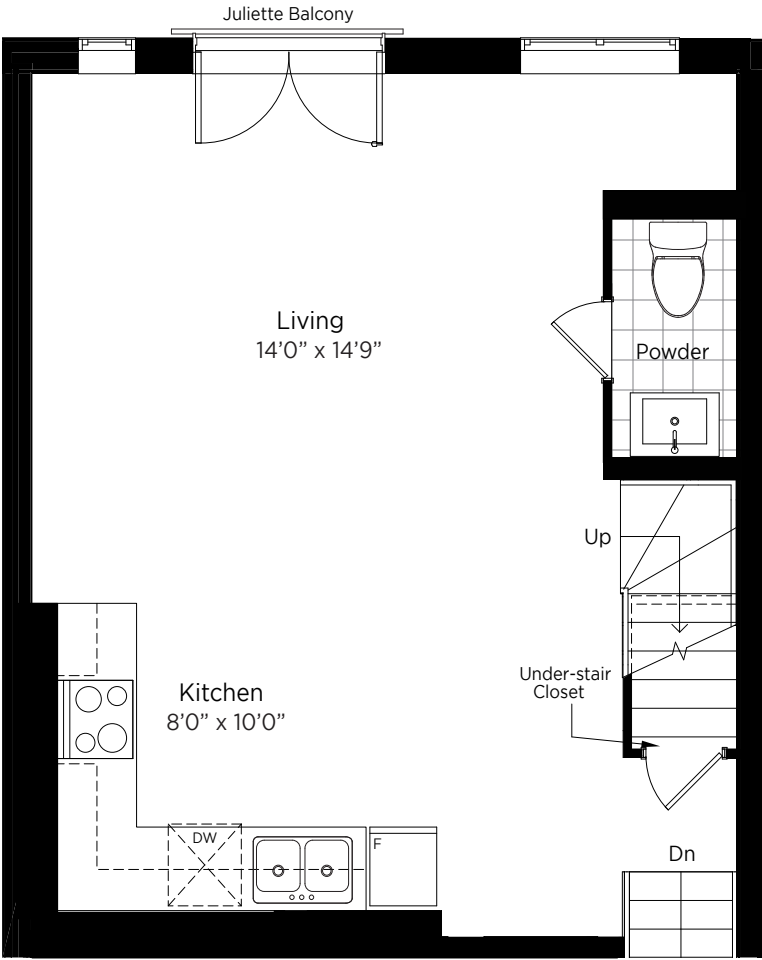 Juliette Balcony
Living
14’0” x 14’9”
Powder
Up
Under-stair
Closet
Kitchen
8’0” x 10’0”
DW
F
Dn